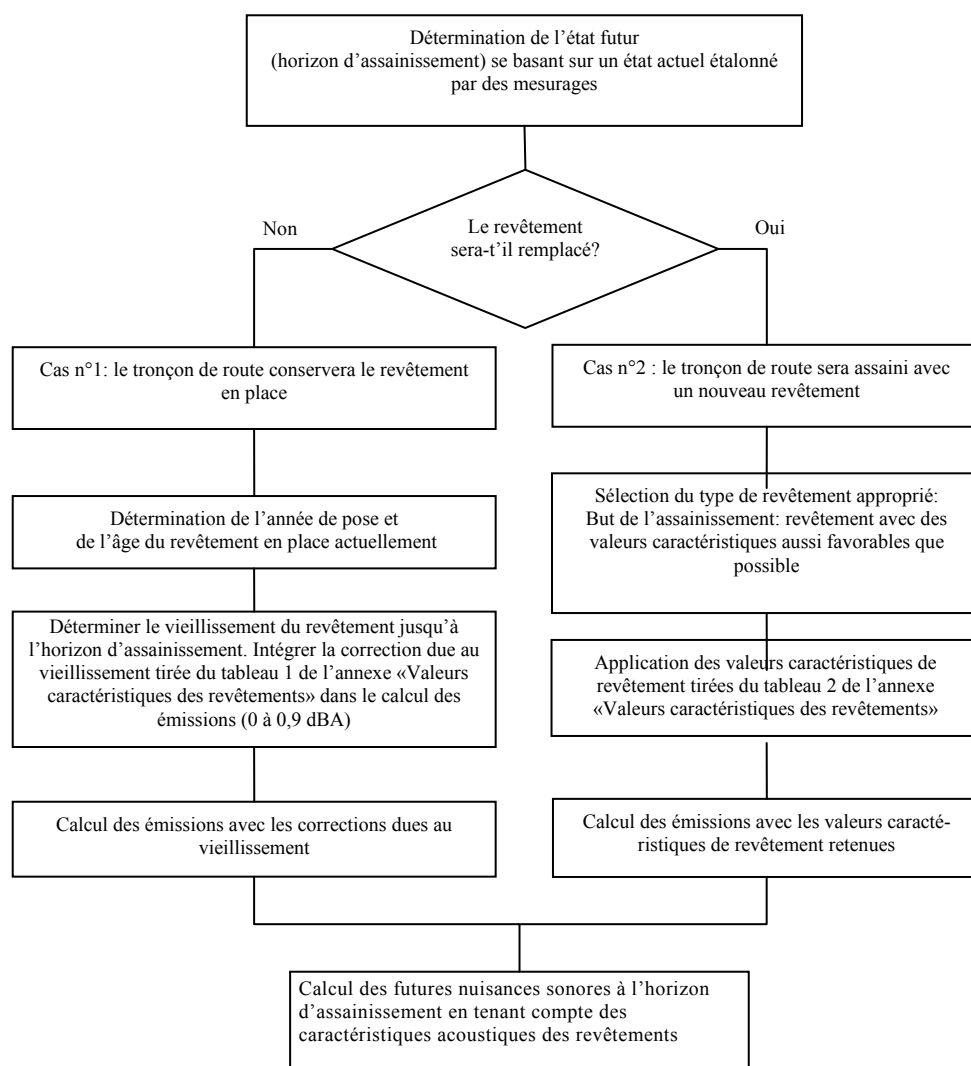 Détermination de l'état futur
(horizon d'assainissement) se basant sur un état actuel étalonné
par des mesurages
Non
Le revêtement
sera-t'il remplacé?
Oui
Cas n°1: le tronçon de route conservera le revêtement
en place
Cas n°2 : le tronçon de route sera assaini avec
un nouveau revêtement
Détermination de l'année de pose et
de l'âge du revêtement en place actuellement
Sélection du type de revêtement approprié:
But de l'assainissement: revêtement avec des
valeurs caractéristiques aussi favorables que
possible
Déterminer le vieillissement du revêtement jusqu'à
l'horizon d'assainissement. Intégrer la correction due au
vieillissement tirée du tableau 1 de l'annexe «Valeurs
caractéristiques des revêtements» dans le calcul des
émissions (0 à 0,9 dBA)
Application des valeurs caractéristiques de
revêtement tirées du tableau 2 de l'annexe
«Valeurs caractéristiques des revêtements»
Calcul des émissions avec les corrections dues au
vieillissement
Calcul des émissions avec les valeurs caracté-
ristiques de revêtement retenues
Calcul des futures nuisances sonores à l'horizon
d'assainissement en tenant compte des
caractéristiques acoustiques des revêtements